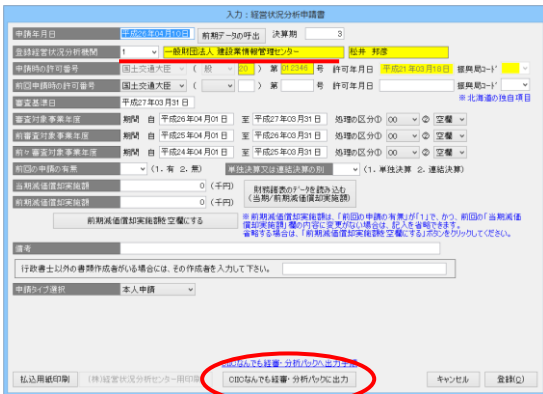 入力：経営状況分析申請書
申請年月日 平成26年04月10日 前期データの呼出 決算期 3
登録経営状況分析機関 1 一般財団法人 建設業情報管理センター 松井 邦彦
申請時の許可番号 国土交通大臣 ( 般 20 ) 第 012346 号 許可年月日 平成21年03月16日 振興局コード
前回申請時の許可番号 国土交通大臣 ( ) 第 号 許可年月日 振興局コード
審査基準日 平成27年03月31日 ※北海道の独自項目
審査対象事業年度 期間 自 平成26年04月01日 至 平成27年03月31日 処理の区分① 00 ② 空欄
前審査対象事業年度 期間 自 平成25年04月01日 至 平成26年03月31日 処理の区分① 00 ② 空欄
前々審査対象事業年度 期間 自 平成24年04月01日 至 平成25年03月31日 処理の区分① 00 ② 空欄
前回の申請の有無 (1．有 2．無) 単独決算又は連結決算の別 (1．単独決算 2．連結決算)
当期減価償却実施額 0 (千円) 財務諸表のデータを読み込む
前期減価償却実施額 0 (千円) (当期/前期減価償却実施額)
前期減価償却実施額を空欄にする
※前期減価償却実施額は、「前回の申請の有無」が「1」で、かつ、前回の「当期減価
償却実施額」欄の内容に変更がない場合は、記入を省略できます。
省略する場合は、「前期減価償却実施額を空欄にする」ボタンをクリックしてください。
備考
行政書士以外の書類作成者がいる場合には、その作成者を入力して下さい。
申請タイプ選択 本人申請
CIICなんでも経審・分析パックへ出力手順
払込用紙印刷 (株)経営状況分析センター用印刷 CIICなんでも経審・分析パックに出力 キャンセル 登録(O)